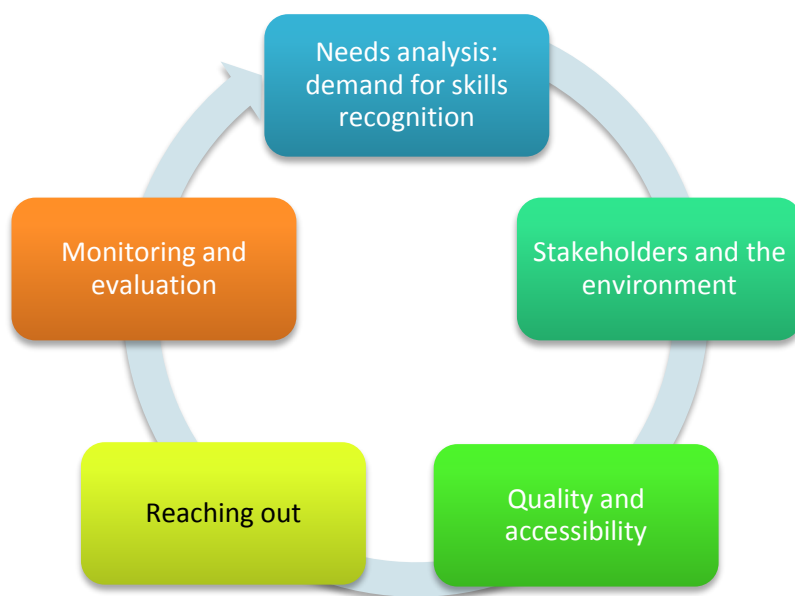 Needs analysis:
demand for skills
recognition
Stakeholders and the
environment
Quality and
accessibility
Reaching out
Monitoring and
evaluation